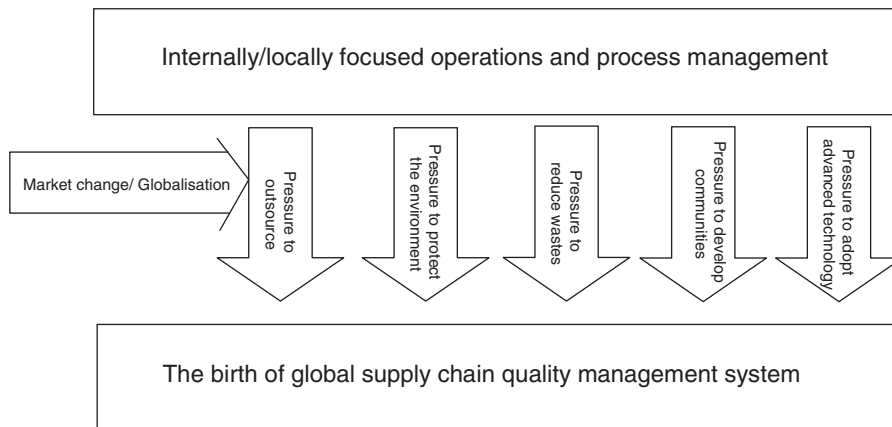 Internally/locally focused operations and process management
Market change/ Globalisation
Pressure to
outsource
Pressure to protect
the environment
Pressure to
reduce wastes
Pressure to develop
communities
Pressure to adopt
advanced technology
The birth of global supply chain quality management system